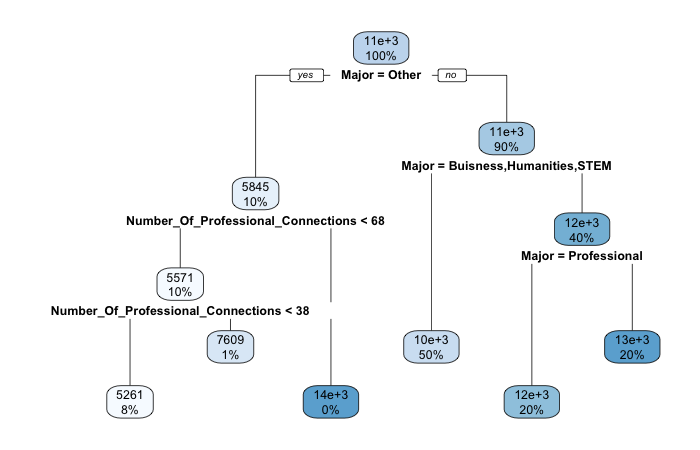 11e+3
100%
yes
Major = Other
no
11e+3
90%
Major = Buisness,Humanities,STEM
5845
10%
Number_Of_Professional_Connections < 68
12e+3
40%
Major = Professional
5571
10%
Number_Of_Professional_Connections < 38
7609
1%
10e+3
50%
13e+3
20%
5261
8%
14e+3
0%
12e+3
20%